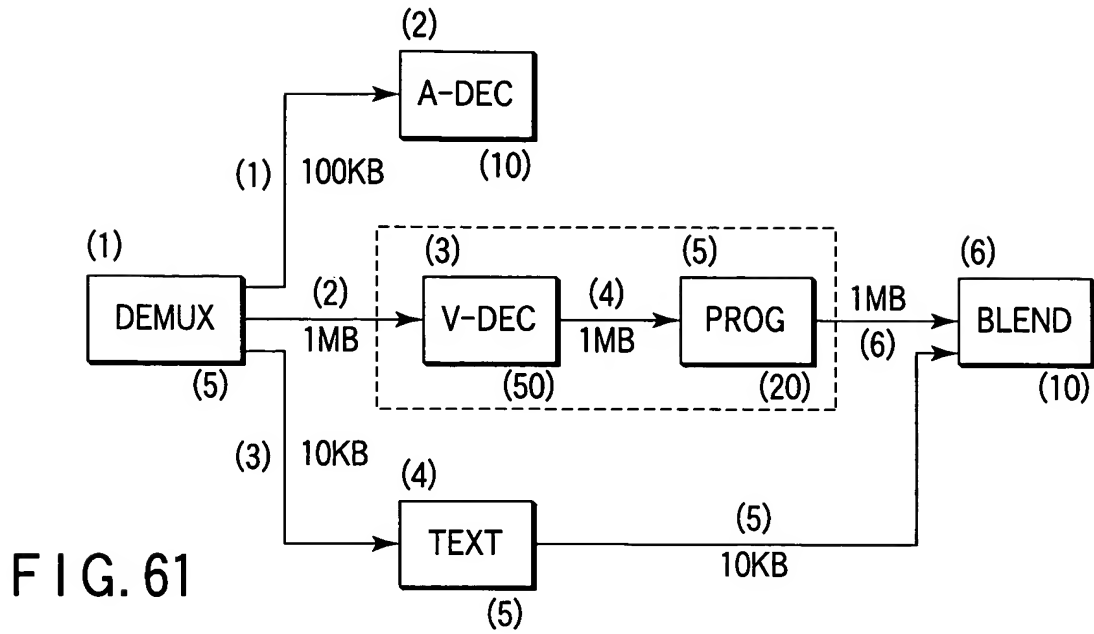 (2)
A-DEC
(10)
(1) 100KB
(1)
DEMUX
(5)
(2)
1MB
(3)
V-DEC
(50)
(4)
1MB
(5)
PROG
(20)
1MB
(6)
(6)
BLEND
(10)
(3) 10KB
(4)
TEXT
(5)
(5)
10KB
FIG. 61